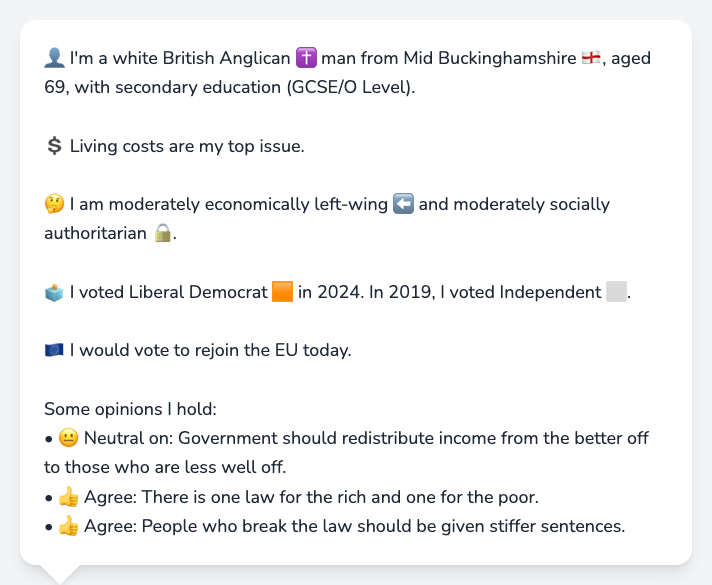 👤 I'm a white British Anglican ✝️ man from Mid Buckinghamshire 🏴󠁧󠁢󠁥󠁮󠁧󠁿, aged
69, with secondary education (GCSE/O Level).
💲 Living costs are my top issue.
🤔 I am moderately economically left-wing ⬅️ and moderately socially
authoritarian 🔒.
🗳️ I voted Liberal Democrat 🟧 in 2024. In 2019, I voted Independent ⬜.
🇪🇺 I would vote to rejoin the EU today.
Some opinions I hold:
• 😐 Neutral on: Government should redistribute income from the better off
to those who are less well off.
• 👍 Agree: There is one law for the rich and one for the poor.
• 👍 Agree: People who break the law should be given stiffer sentences.